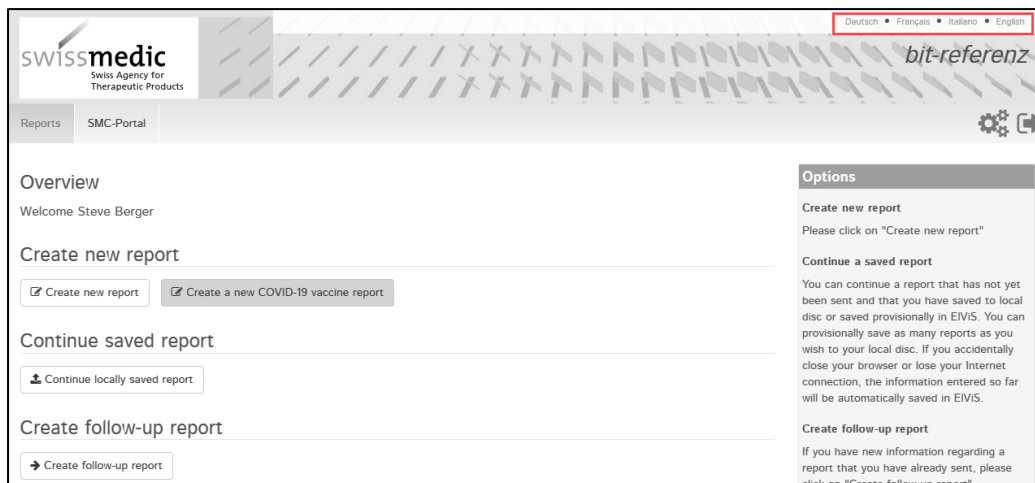 Deutsch • Français • Italiano • English
swissmedic
Swiss Agency for
Therapeutic Products
bit-referenz
Reports SMC-Portal
Overview
Welcome Steve Berger
Create new report
Create new report Create a new COVID-19 vaccine report
Continue saved report
Continue locally saved report
Create follow-up report
Create follow-up report
Options
Create new report
Please click on "Create new report"
Continue a saved report
You can continue a report that has not yet
been sent and that you have saved to local
disc or saved provisionally in ElViS. You can
provisionally save as many reports as you
wish to your local disc. If you accidentally
close your browser or lose your Internet
connection, the information entered so far
will be automatically saved in ElViS.
Create follow-up report
If you have new information regarding a
report that you have already sent, please
click on "Create follow-up report"